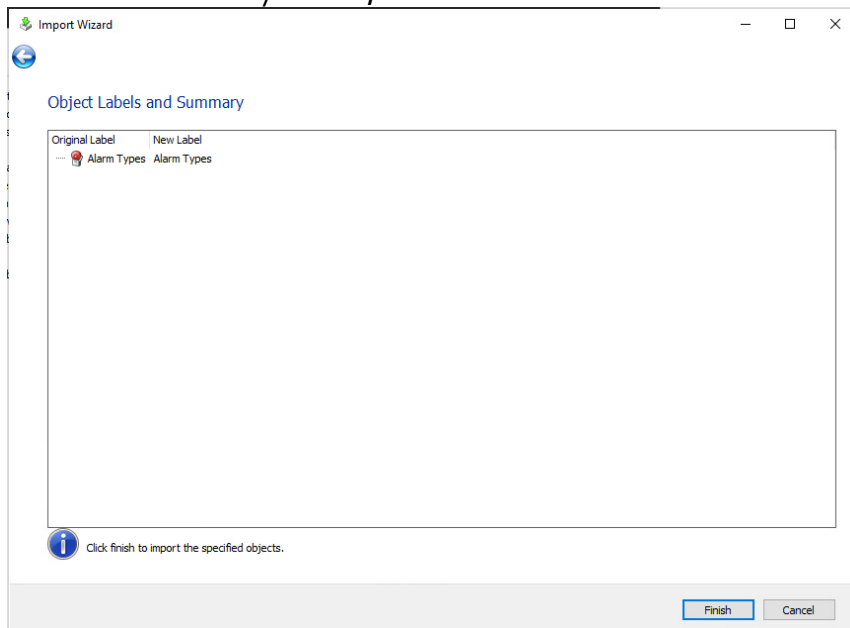 Import Wizard
Object Labels and Summary
Original Label New Label
Alarm Types Alarm Types
Click finish to import the specified objects.
Finish Cancel